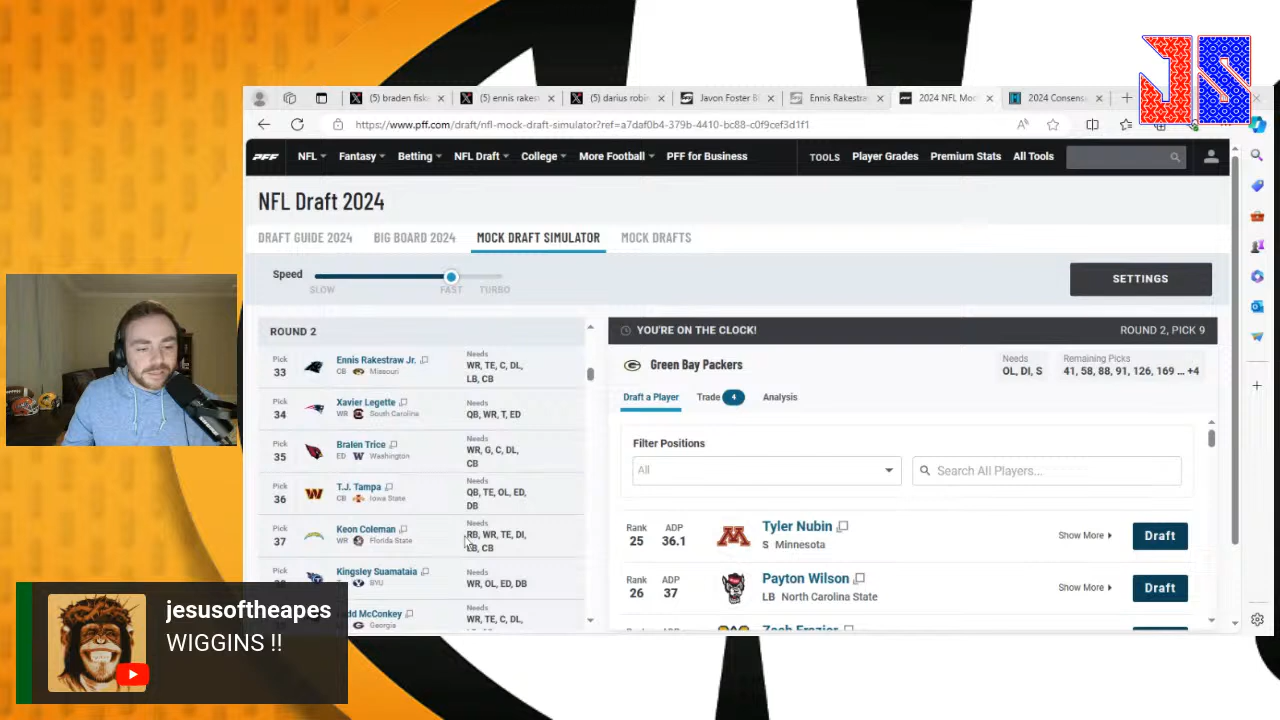 JS
(5) braden fisk
(5) ennis rakes
(5) darius robi
Javon Foster B
Ennis Rakestra
2024 NFL Moc
2024 Consens
https://www.pff.com/draft/nfl-mock-draft-simulator?ref=a7daf0b4-379b-4410-bc88-c0f9cef3d1f1
PFF
NFL
Fantasy
Betting
NFL Draft
College
More Football
PFF for Business
TOOLS
Player Grades
Premium Stats
All Tools
NFL Draft 2024
DRAFT GUIDE 2024
BIG BOARD 2024
MOCK DRAFT SIMULATOR
MOCK DRAFTS
Speed
SLOW
FAST
TURBO
SETTINGS
ROUND 2
Pick
33
Ennis Rakestraw Jr.
CB Missouri
Needs
WR, TE, C, DL,
LB, CB
Pick
34
Xavier Legette
WR South Carolina
Needs
QB, WR, T, ED
Pick
35
Bralen Trice
ED Washington
Needs
WR, G, C, DL,
CB
Pick
36
T.J. Tampa
CB Iowa State
Needs
QB, TE, OL, ED,
DB
Pick
37
Keon Coleman
WR Florida State
Needs
RB, WR, TE, DI,
LB, CB
Kingsley Suamataia
BYU
Needs
WR, OL, ED, DB
McConkey
Georgia
Needs
WR, TE, C, DL,
YOU'RE ON THE CLOCK!
ROUND 2, PICK 9
Green Bay Packers
Needs
OL, DI, S
Remaining Picks
41, 58, 88, 91, 126, 169 ... +4
Draft a Player
Trade 4
Analysis
Filter Positions
All
Search All Players...
Rank
25
ADP
36.1
Tyler Nubin
S Minnesota
Show More
Draft
Rank
26
ADP
37
Payton Wilson
LB North Carolina State
Show More
Draft
Zach Frazier
jesusoftheapes
WIGGINS !!